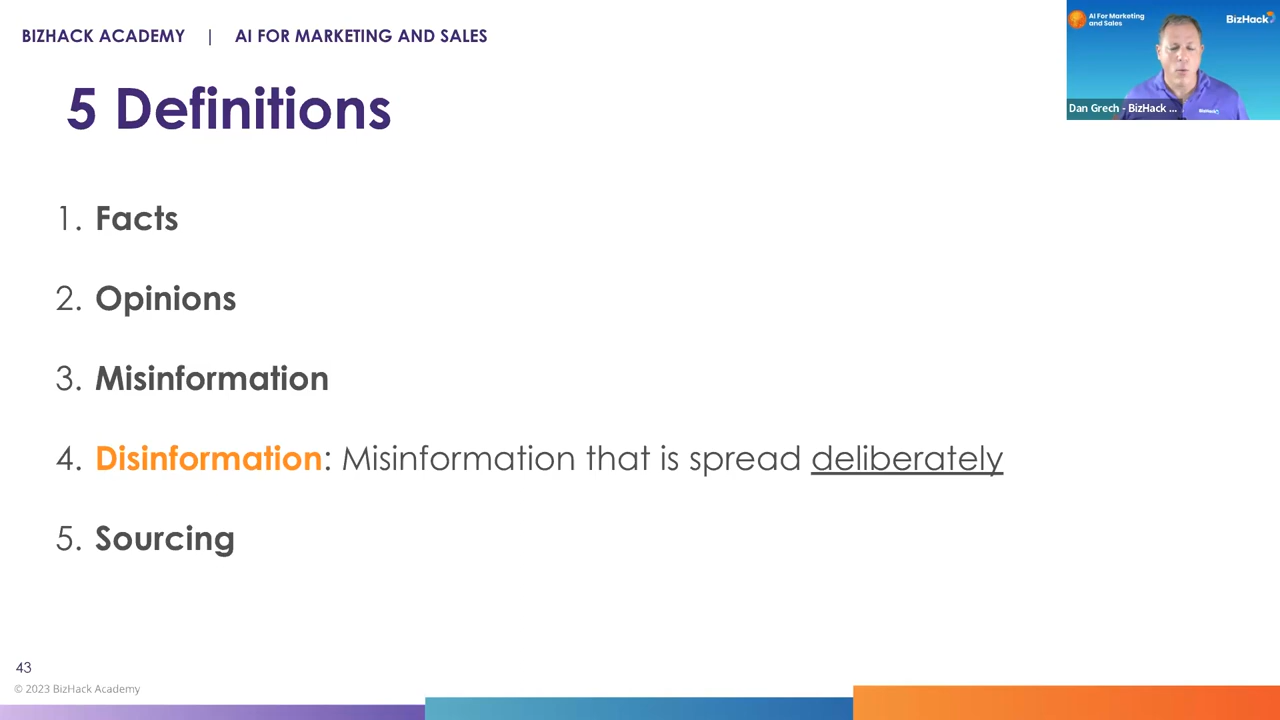 BIZHACK ACADEMY | AI FOR MARKETING AND SALES
AI For Marketing
and Sales
BizHack
5 Definitions
Dan Grech - BizHack ...
BizHack
1. Facts
2. Opinions
3. Misinformation
4. Disinformation: Misinformation that is spread deliberately
5. Sourcing
43
© 2023 BizHack Academy